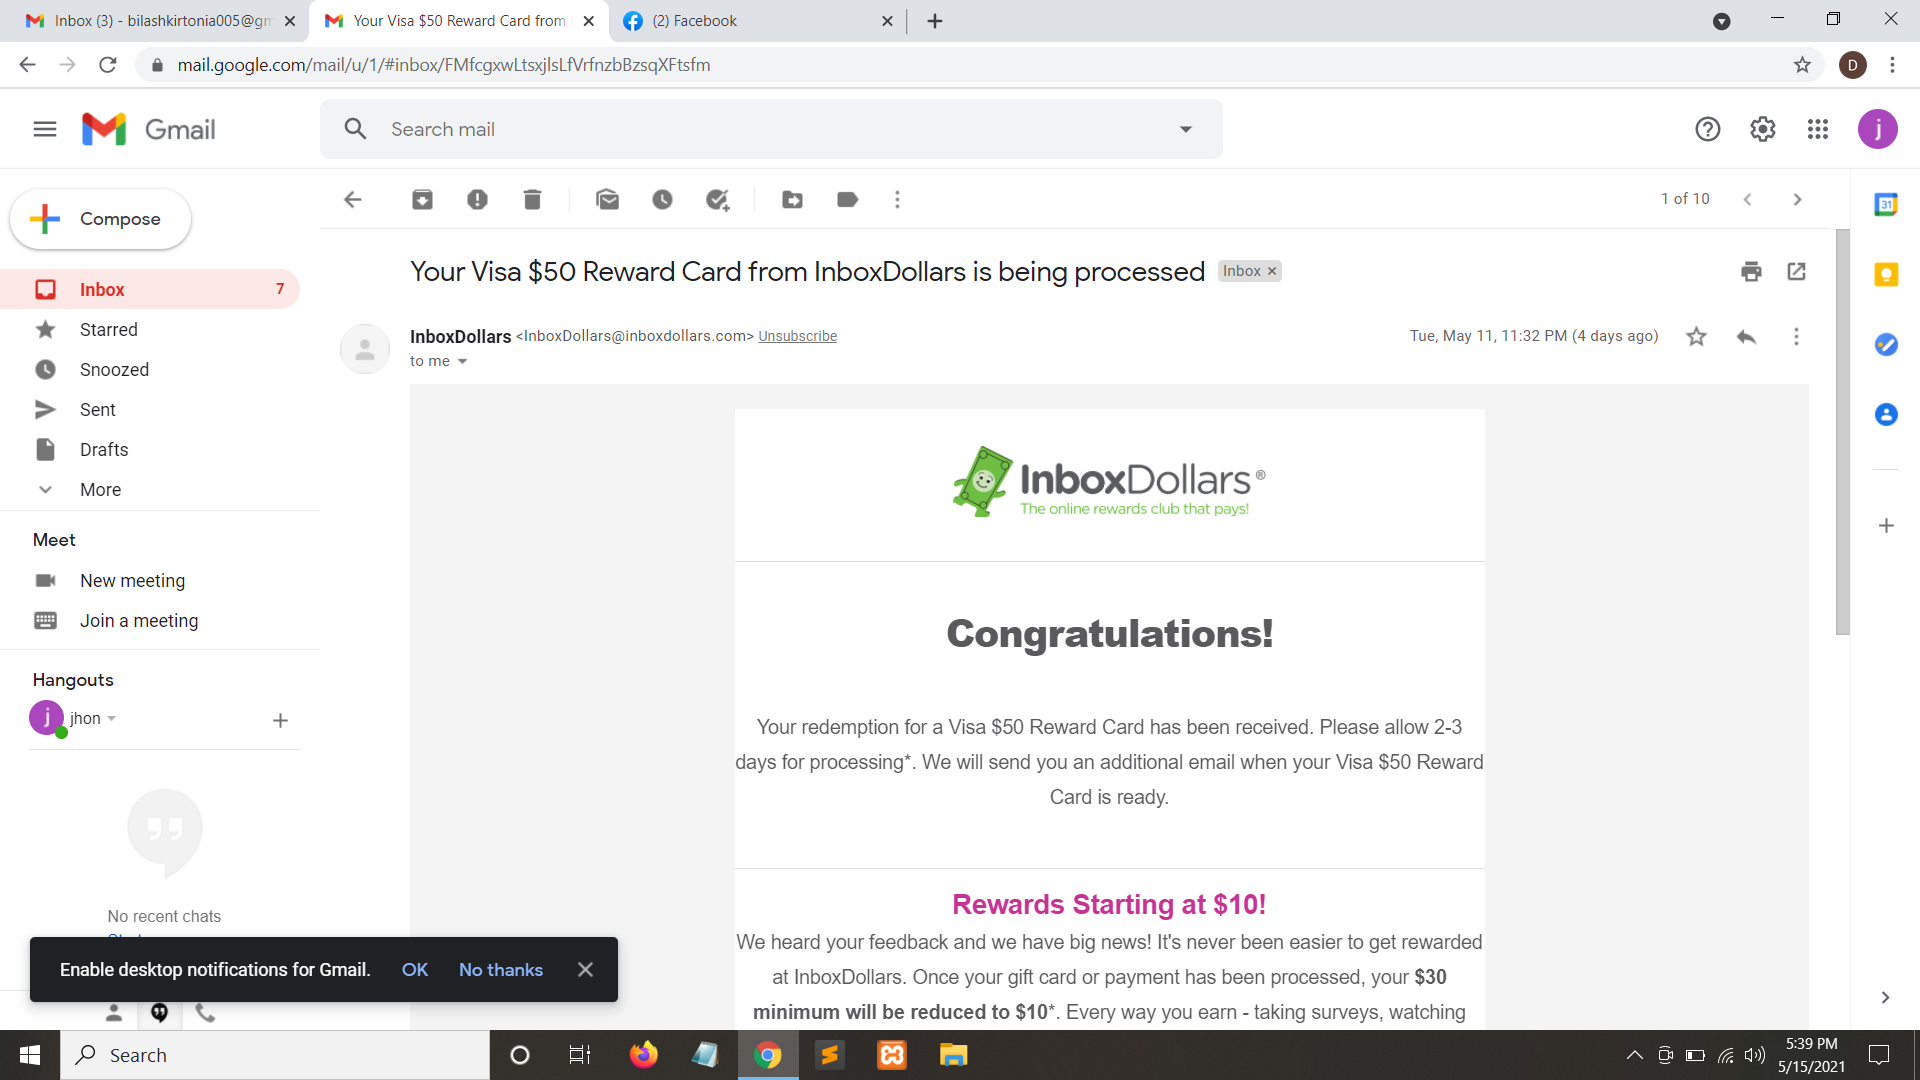 Inbox (3) - bilashkirtonia005@gm
Your Visa $50 Reward Card from
(2) Facebook
mail.google.com/mail/u/1/#inbox/FMfcgxwLtsxjlsLfVrfnzbBzsqXFtsfm
D
Gmail
Search mail
j
Compose
1 of 10
31
Your Visa $50 Reward Card from InboxDollars is being processed
Inbox ×
Inbox 7
Starred
Snoozed
Sent
Drafts
More
InboxDollars <InboxDollars@inboxdollars.com> Unsubscribe
Tue, May 11, 11:32 PM (4 days ago)
to me
InboxDollars®
The online rewards club that pays!
Meet
New meeting
Join a meeting
Hangouts
j
jhon
Congratulations!
Your redemption for a Visa $50 Reward Card has been received. Please allow 2-3
days for processing*. We will send you an additional email when your Visa $50 Reward
Card is ready.
No recent chats
Rewards Starting at $10!
We heard your feedback and we have big news! It's never been easier to get rewarded
at InboxDollars. Once your gift card or payment has been processed, your $30
minimum will be reduced to $10*. Every way you earn - taking surveys, watching
Enable desktop notifications for Gmail. OK No thanks
Search
5:39 PM
5/15/2021